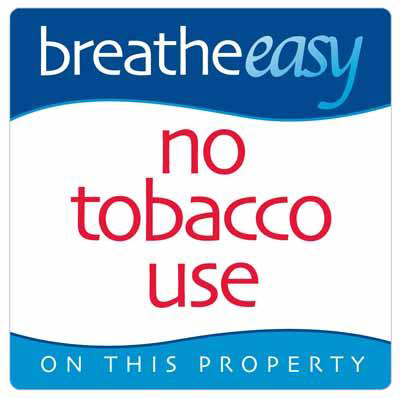 breatheeasy
no
tobacco
use
ON THIS PROPERTY